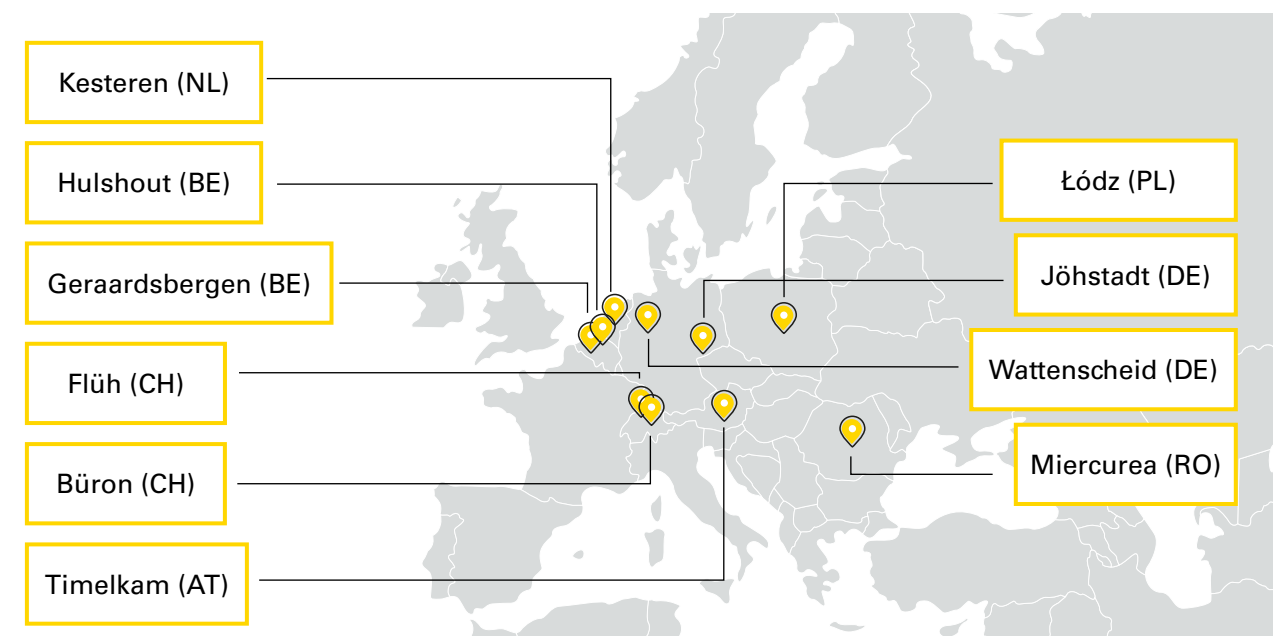 Kesteren (NL)
Hulshout (BE)
Geraardsbergen (BE)
Flüh (CH)
Büron (CH)
Timelkam (AT)
Łódz (PL)
Jöhstadt (DE)
Wattenscheid (DE)
Miercurea (RO)